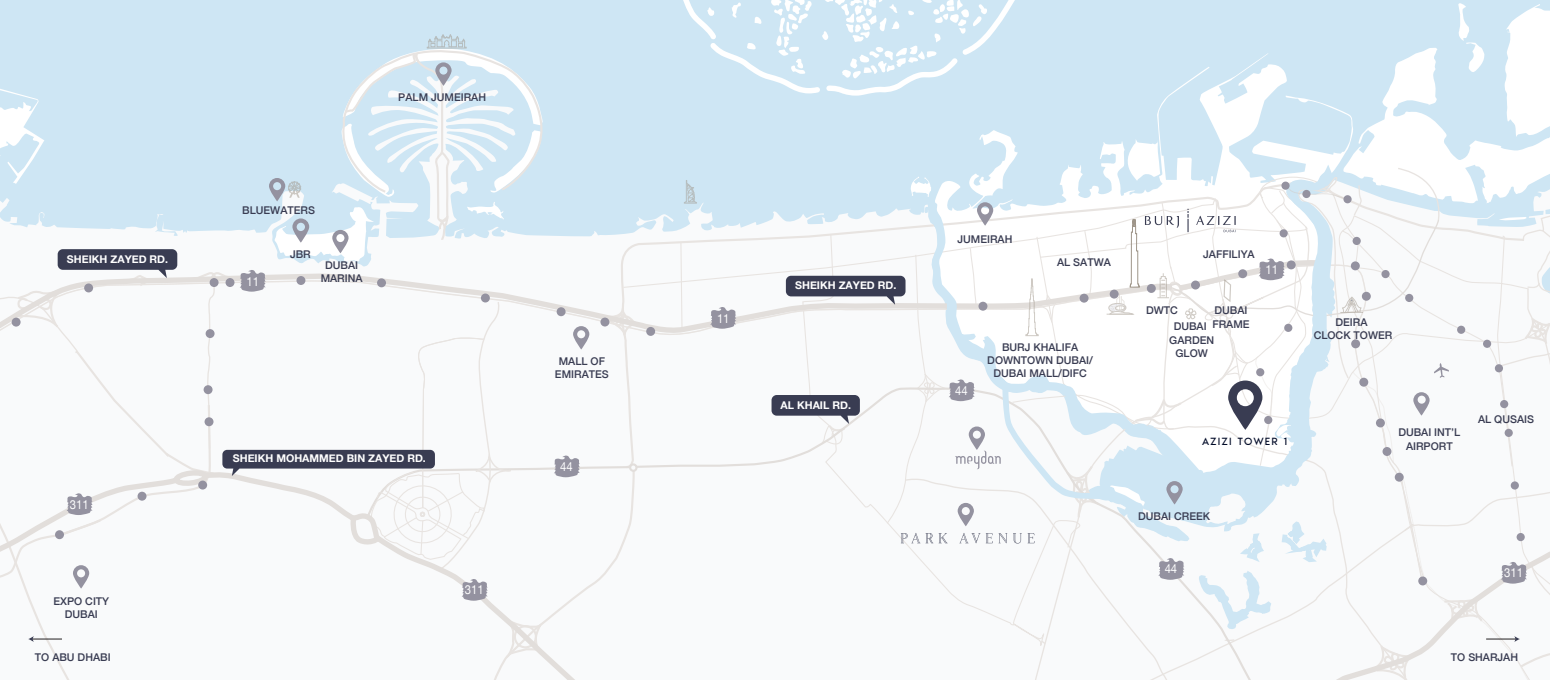 PALM JUMEIRAH
BLUEWATERS
JBR
DUBAI
MARINA
SHEIKH ZAYED RD.
11
MALL OF
EMIRATES
11
SHEIKH ZAYED RD.
JUMEIRAH
BURJ AZIZI
DUBAI
AL SATWA
JAFFILIYA
11
DWTC
DUBAI
FRAME
DUBAI
GARDEN
GLOW
DEIRA
CLOCK TOWER
BURJ KHALIFA
DOWNTOWN DUBAI/
DUBAI MALL/DIFC
44
AL KHAIL RD.
AZIZI TOWER 1
DUBAI INT'L
AIRPORT
AL QUSAIS
meydan
SHEIKH MOHAMMED BIN ZAYED RD.
44
311
DUBAI CREEK
PARK AVENUE
44
311
311
EXPO CITY
DUBAI
TO ABU DHABI
TO SHARJAH